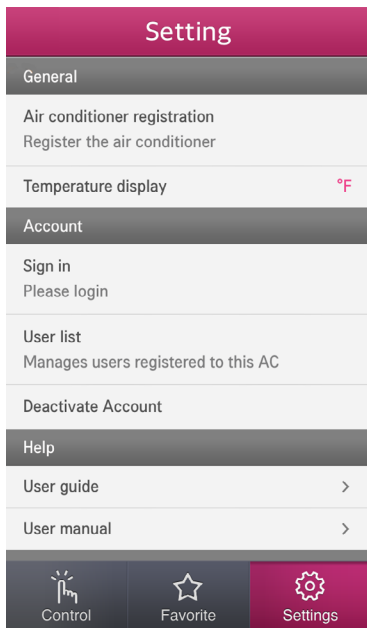 Setting
General
Air conditioner registration
Register the air conditioner
Temperature display °F
Account
Sign in
Please login
User list
Manages users registered to this AC
Deactivate Account
Help
User guide
User manual
Control Favorite Settings